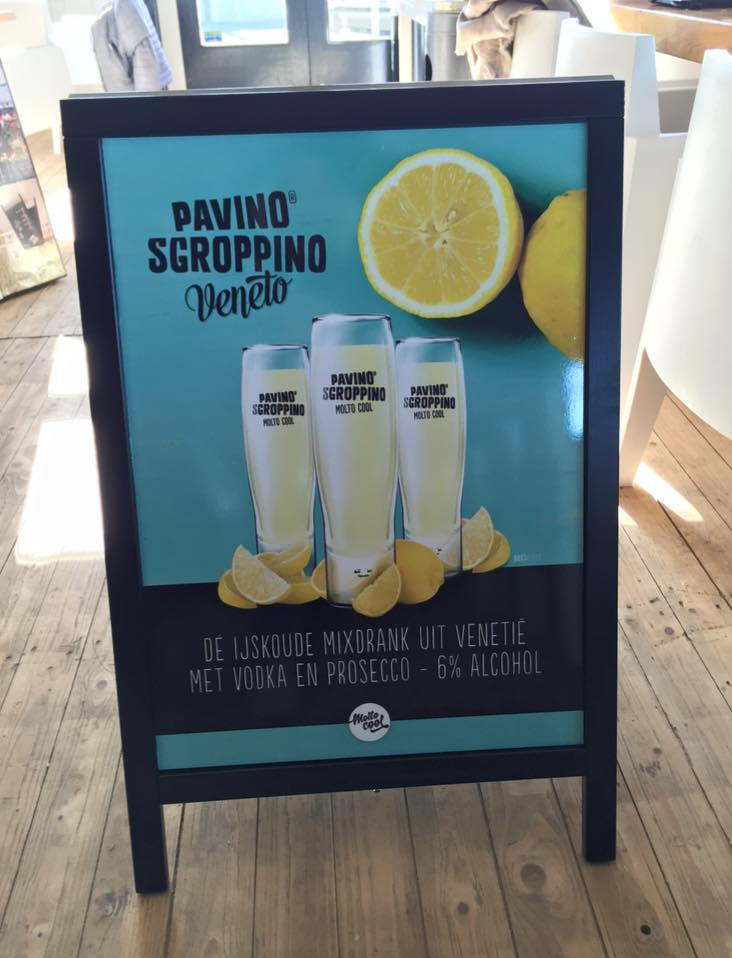 PAVINO®
SGROPPINO
Veneto
PAVINO®
SGROPPINO
MOLTO COOL
PAVINO®
SGROPPINO
MOLTO COOL
PAVINO®
SGROPPINO
MOLTO COOL
DÉ IJSKOUDE MIXDRANK UIT VENETIË
MET VODKA EN PROSECCO - 6% ALCOHOL
Molto
cool